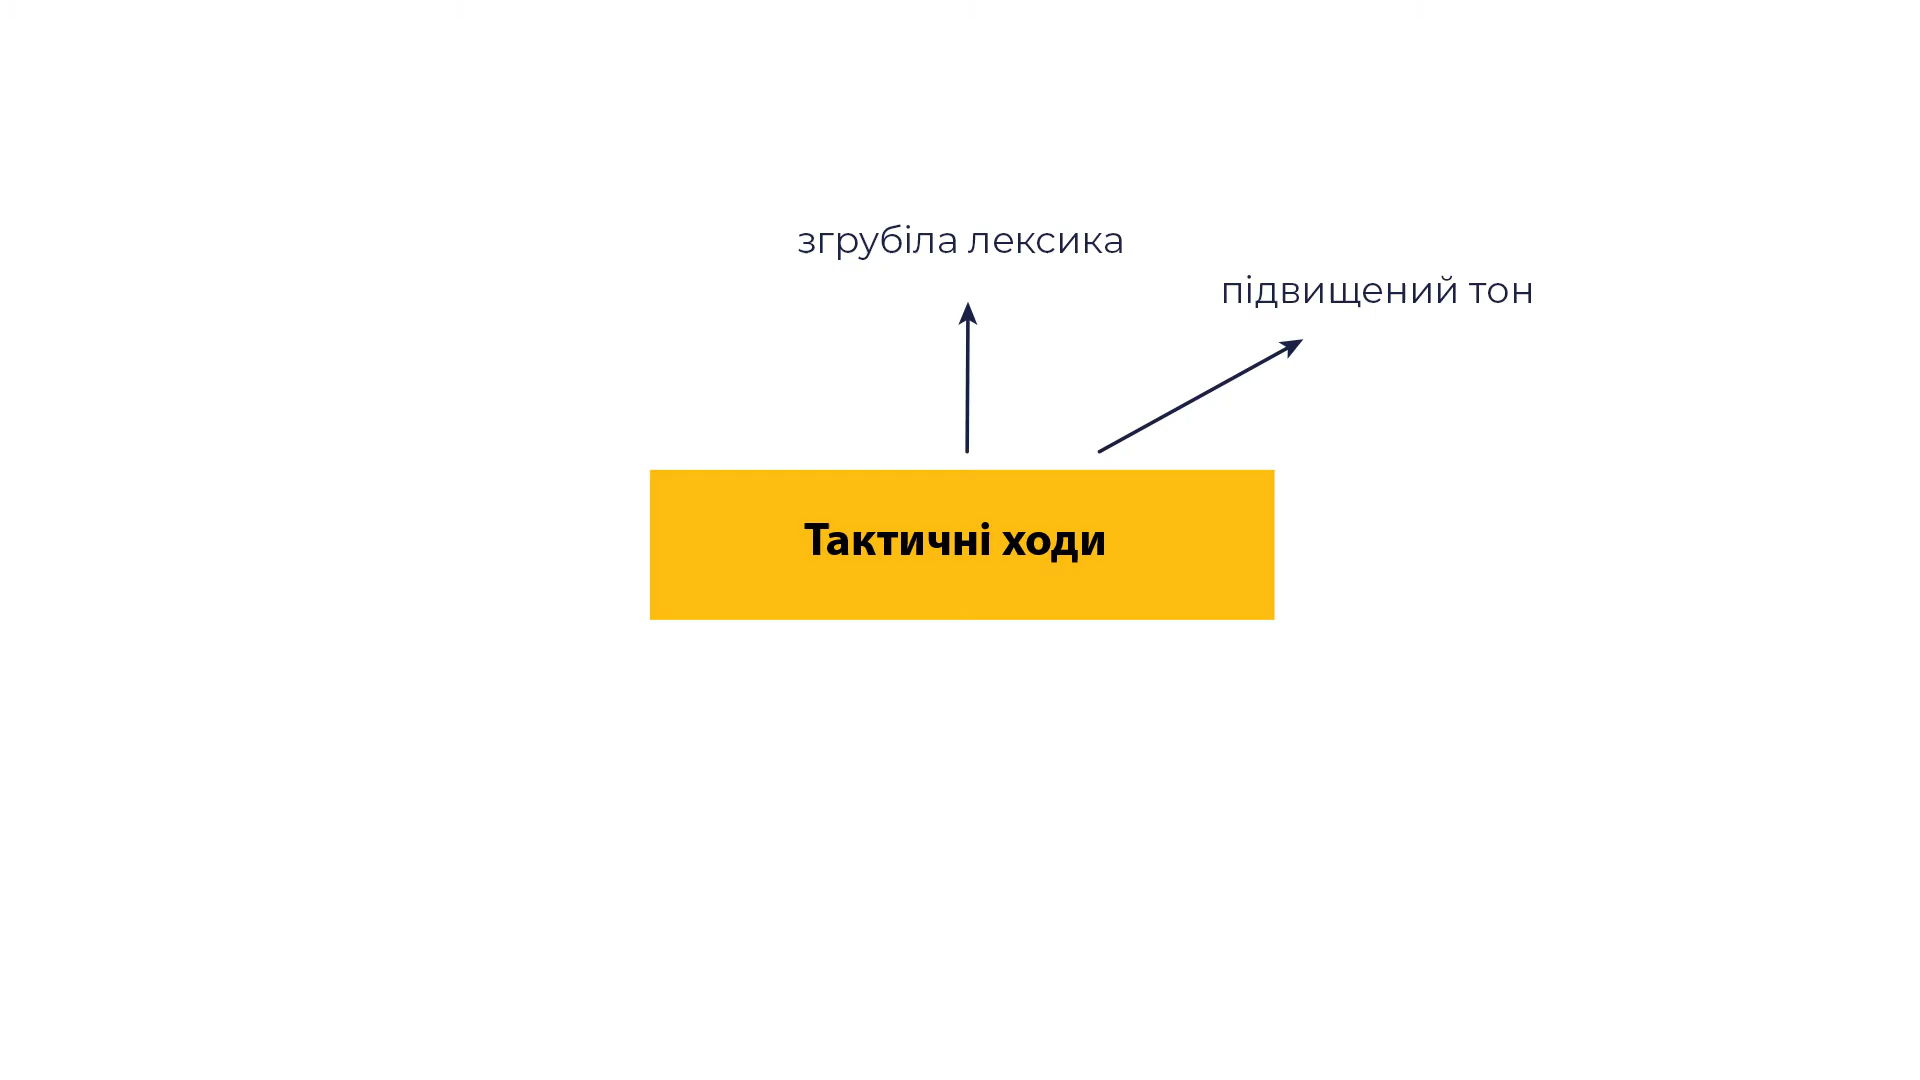 згрубіла лексика
підвищений тон
Тактичні ходи